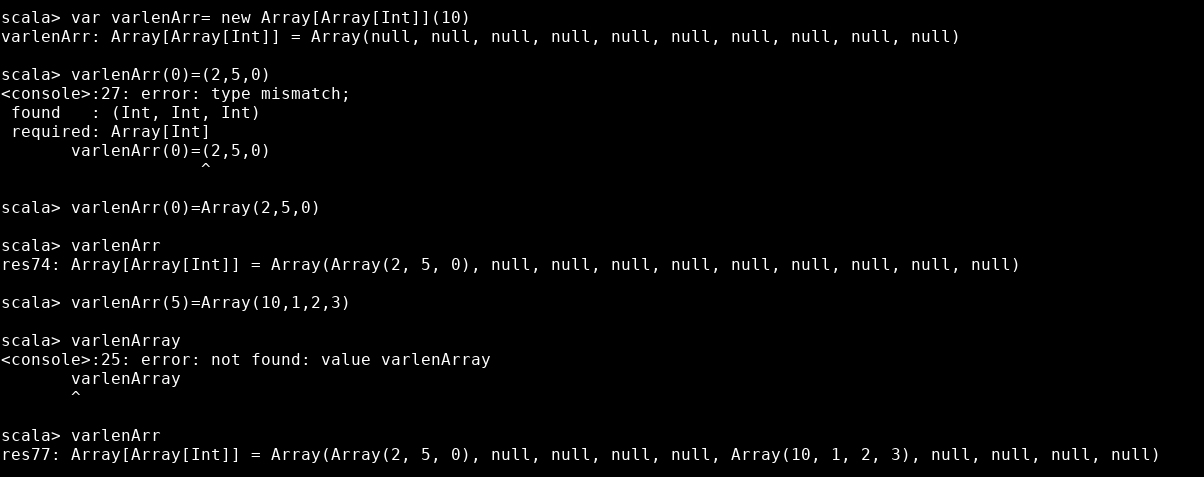 scala> var varlenArr= new Array[Array[Int]](10)
varlenArr: Array[Array[Int]] = Array(null, null, null, null, null, null, null, null, null, null)
scala> varlenArr(0)=(2,5,0)
<console>:27: error: type mismatch;
 found   : (Int, Int, Int)
 required: Array[Int]
       varlenArr(0)=(2,5,0)
                    ^
scala> varlenArr(0)=Array(2,5,0)
scala> varlenArr
res74: Array[Array[Int]] = Array(Array(2, 5, 0), null, null, null, null, null, null, null, null, null)
scala> varlenArr(5)=Array(10,1,2,3)
scala> varlenArray
<console>:25: error: not found: value varlenArray
       varlenArray
       ^
scala> varlenArr
res77: Array[Array[Int]] = Array(Array(2, 5, 0), null, null, null, null, Array(10, 1, 2, 3), null, null, null, null)